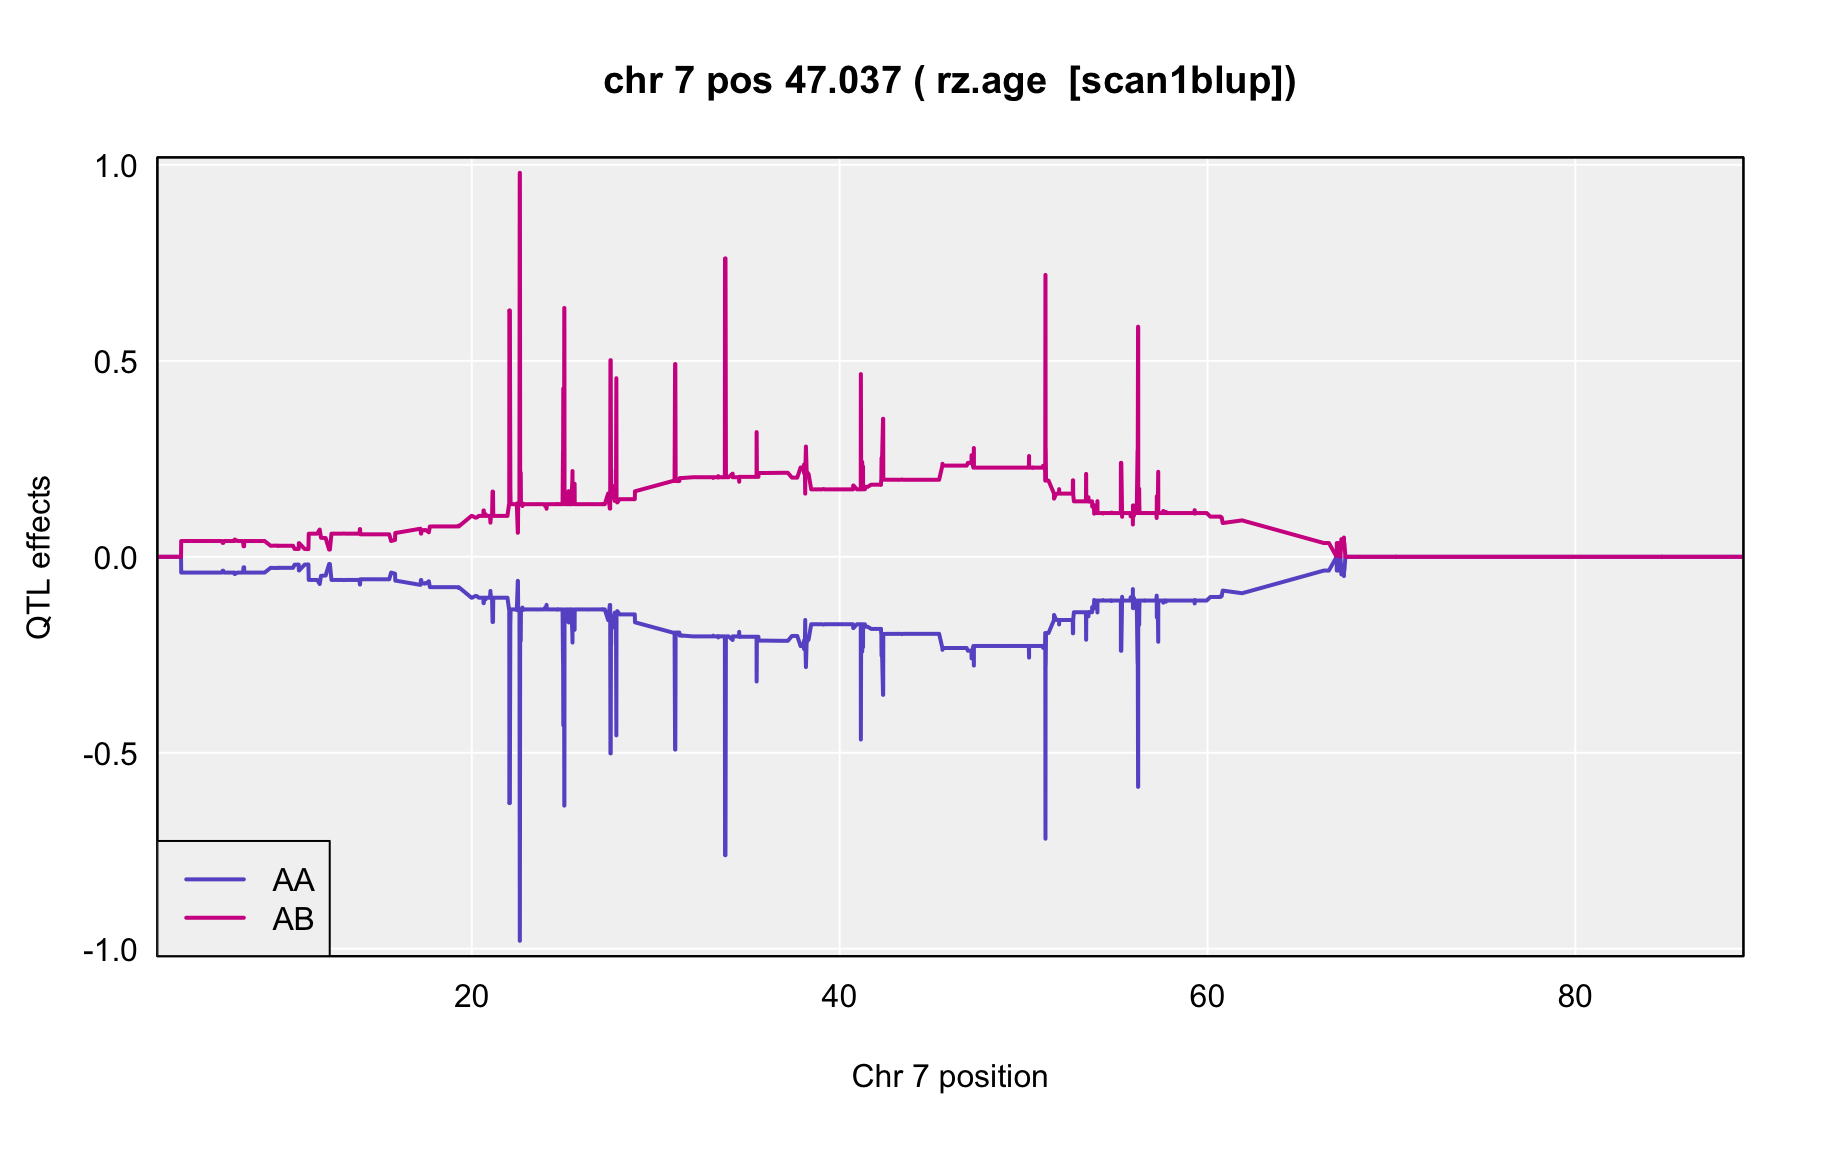 chr 7 pos 47.037 ( rz.age  [scan1blup])
QTL effects
1.0
0.5
0.0
-0.5
-1.0
AA
AB
20 40 60 80
Chr 7 position